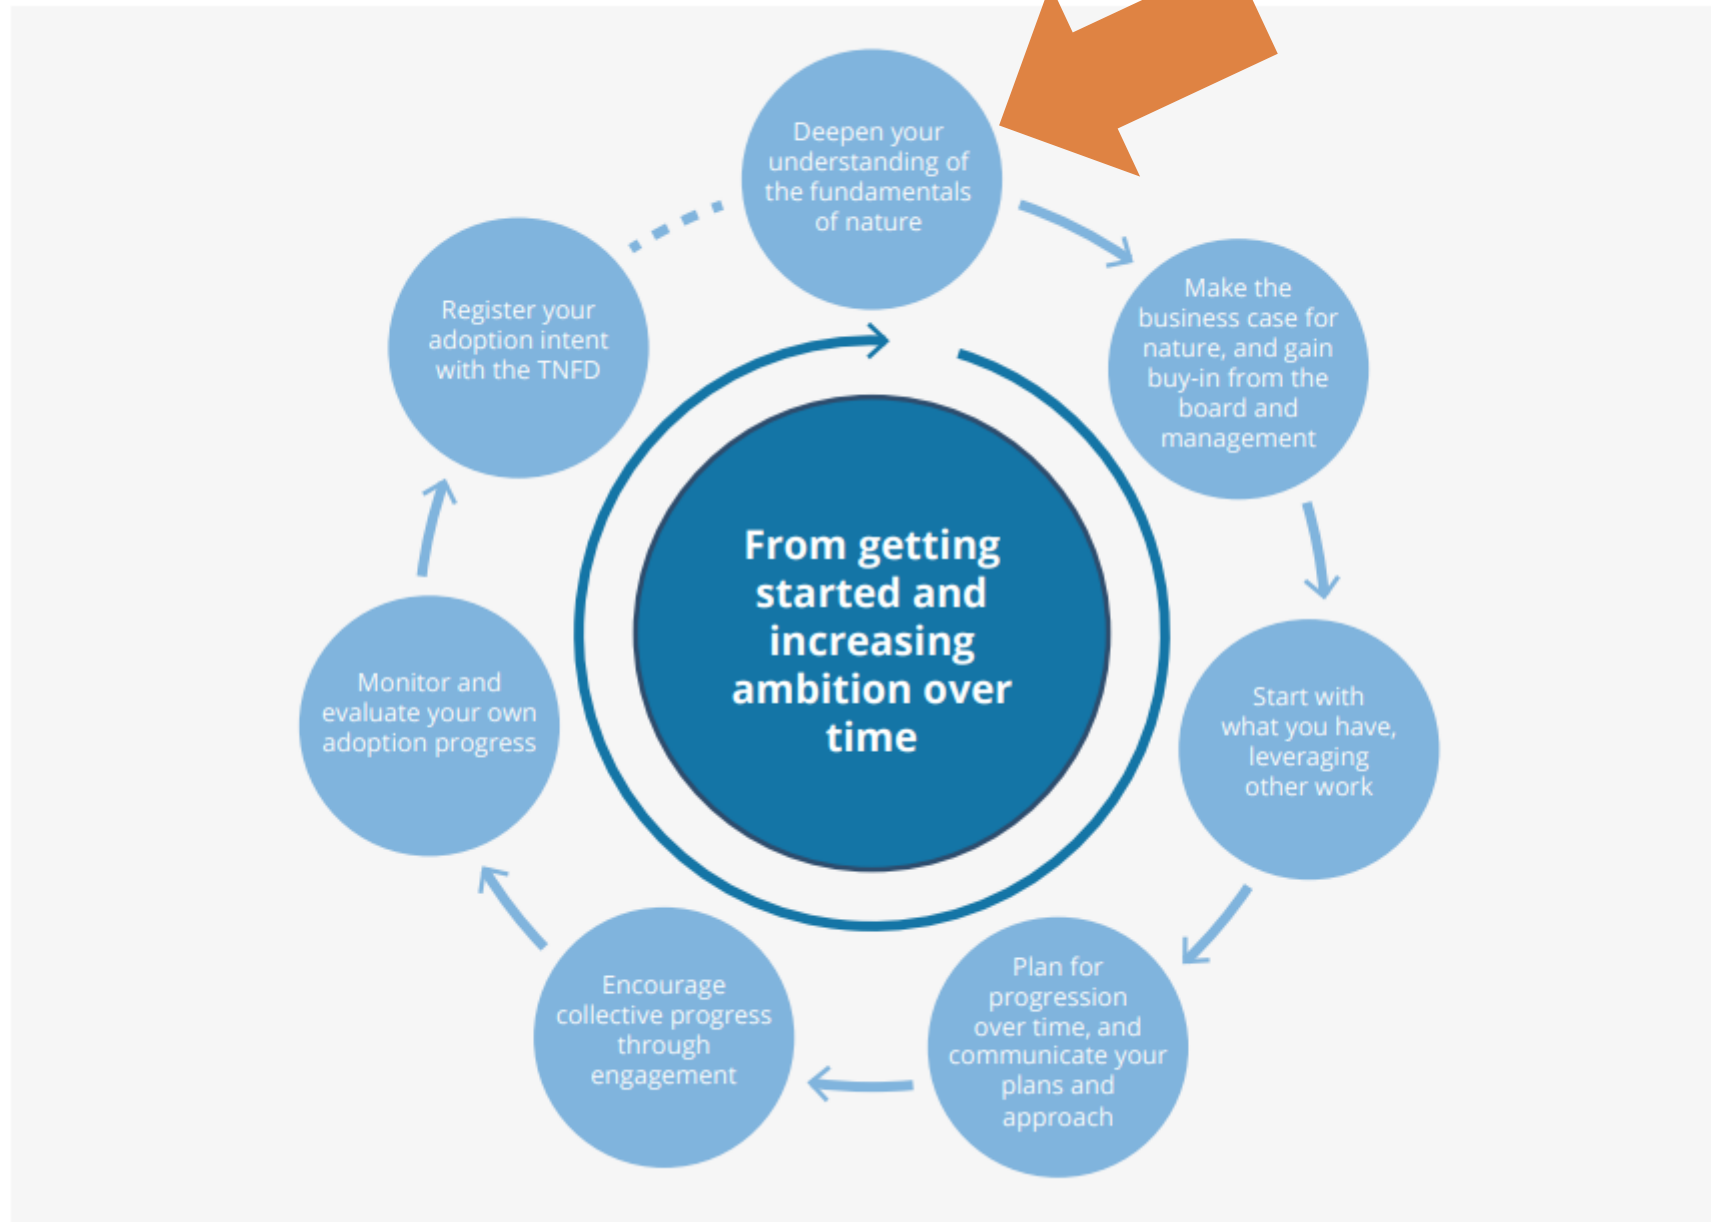 Deepen your
understanding of
the fundamentals
of nature
Make the
business case for
nature, and gain
buy-in from the
board and
management
Start with
what you have,
leveraging
other work
Plan for
progression
over time, and
communicate your
plans and
approach
Encourage
collective progress
through
engagement
Monitor and
evaluate your own
adoption progress
Register your
adoption intent
with the TNFD
From getting
started and
increasing
ambition over
time